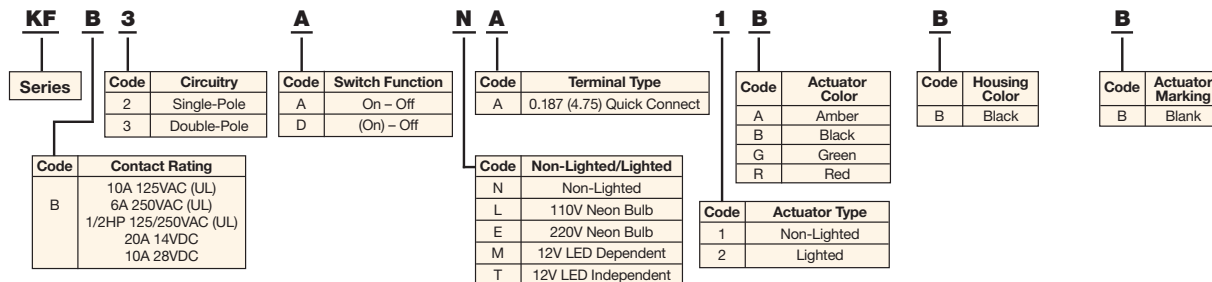 KF B 3 A N A 1 B B B
Series
Code Circuitry
2 Single-Pole
3 Double-Pole
Code Switch Function
A On – Off
D (On) – Off
Code Terminal Type
A 0.187 (4.75) Quick Connect
Code Actuator Color
A Amber
B Black
G Green
R Red
Code Housing Color
B Black
Code Actuator Marking
B Blank
Code Contact Rating
B
10A 125VAC (UL)
6A 250VAC (UL)
1/2HP 125/250VAC (UL)
20A 14VDC
10A 28VDC
Code Non-Lighted/Lighted
N Non-Lighted
L 110V Neon Bulb
E 220V Neon Bulb
M 12V LED Dependent
T 12V LED Independent
Code Actuator Type
1 Non-Lighted
2 Lighted